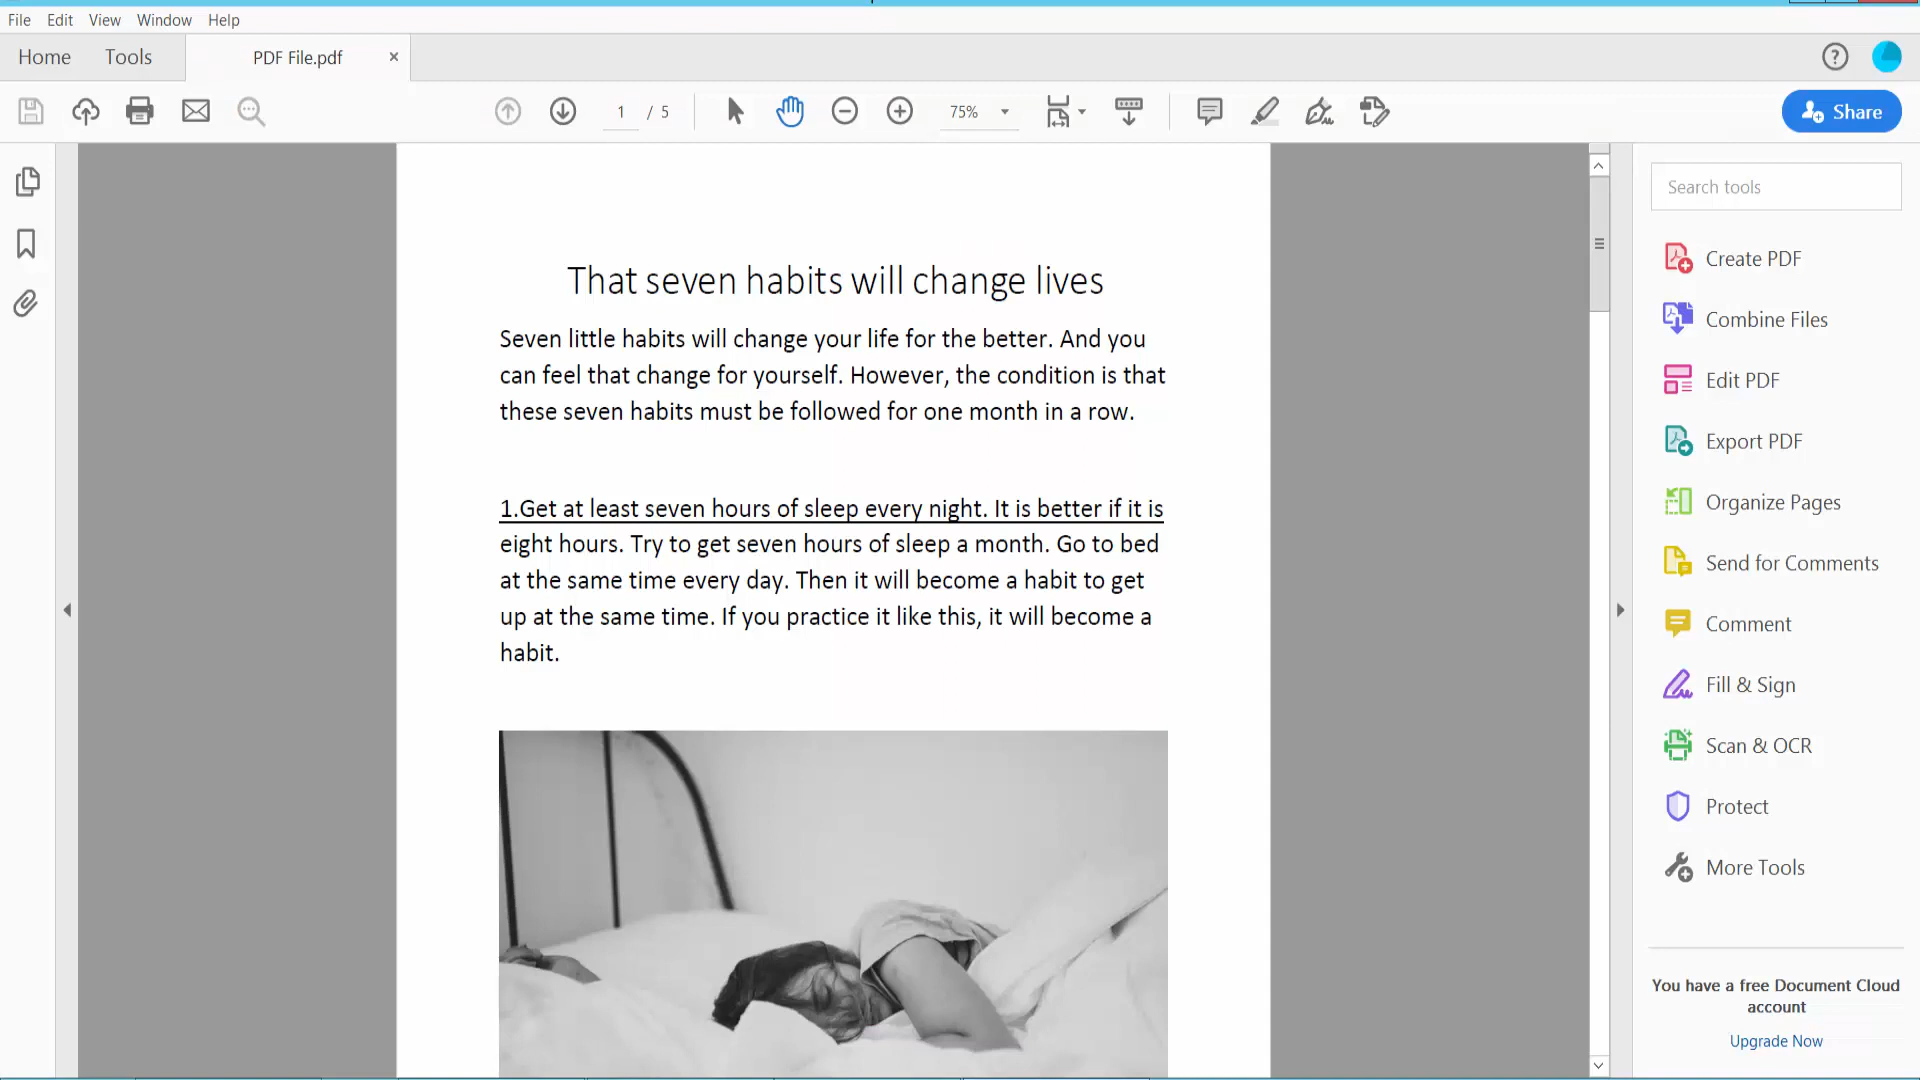 File Edit View Window Help
Home Tools PDF File.pdf ×
1 / 5 75% Share
Search tools
Create PDF
Combine Files
Edit PDF
Export PDF
Organize Pages
Send for Comments
Comment
Fill & Sign
Scan & OCR
Protect
More Tools
You have a free Document Cloud
account
Upgrade Now
That seven habits will change lives
Seven little habits will change your life for the better. And you
can feel that change for yourself. However, the condition is that
these seven habits must be followed for one month in a row.
1.Get at least seven hours of sleep every night. It is better if it is
eight hours. Try to get seven hours of sleep a month. Go to bed
at the same time every day. Then it will become a habit to get
up at the same time. If you practice it like this, it will become a
habit.